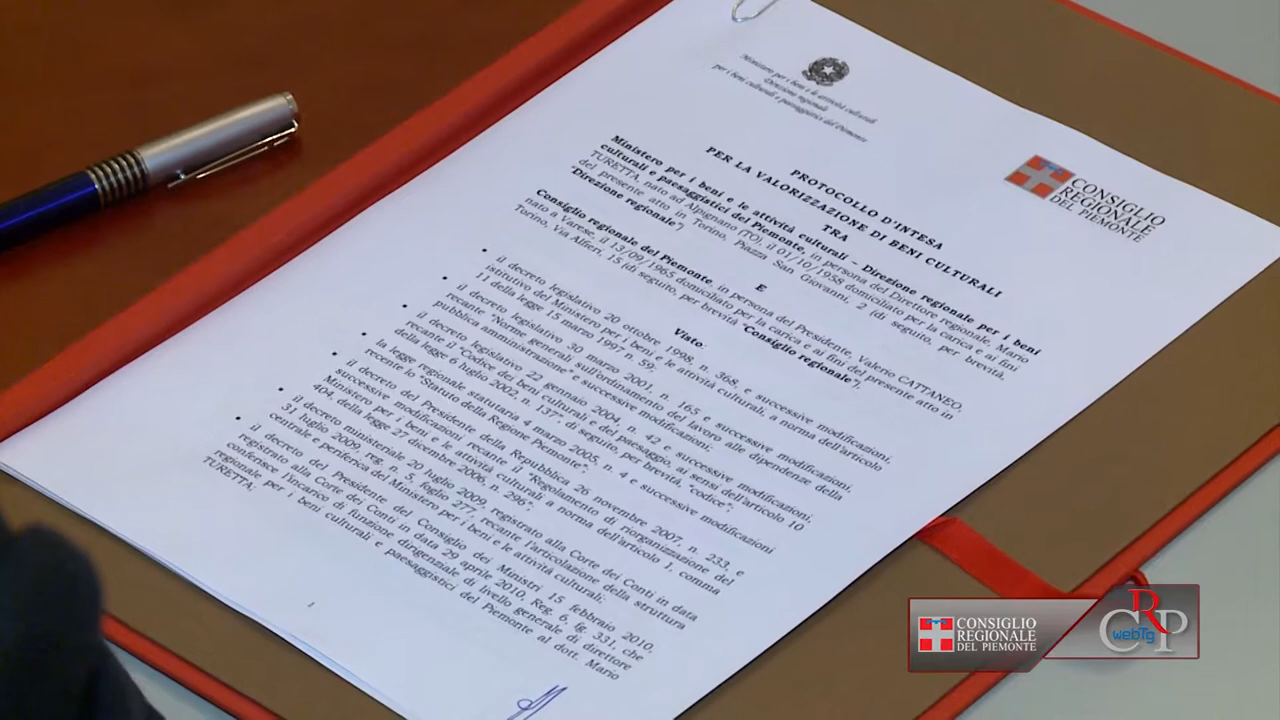 Ministero per i beni e le attività culturali
Direzione regionale
per i beni culturali e paesaggistici del Piemonte
CONSIGLIO
REGIONALE
DEL PIEMONTE
PROTOCOLLO D'INTESA
PER LA VALORIZZAZIONE DI BENI CULTURALI
TRA
Ministero per i beni e le attività culturali – Direzione regionale per i beni
culturali e paesaggistici del Piemonte, in persona del Direttore regionale, Mario
TURETTA, nato ad Alpignano (TO), il 01/10/1958 domiciliato per la carica e ai fini
del presente atto in Torino, Piazza San Giovanni, 2 (di seguito, per brevità,
"Direzione regionale")
E
Consiglio regionale del Piemonte, in persona del Presidente, Valerio CATTANEO,
nato a Varese, il 13/09/1965 domiciliato per la carica e ai fini del presente atto in
Torino, Via Alfieri, 15 (di seguito, per brevità "Consiglio regionale");
Visto:
• il decreto legislativo 20 ottobre 1998, n. 368, e successive modificazioni,
istitutivo del Ministero per i beni e le attività culturali, a norma dell'articolo
11 della legge 15 marzo 1997, n. 59;
• il decreto legislativo 30 marzo 2001, n. 165 e successive modificazioni,
recante "Norme generali sull'ordinamento del lavoro alle dipendenze della
pubblica amministrazione" e successive modificazioni;
• il decreto legislativo 22 gennaio 2004, n. 42 e successive modificazioni,
recante il "Codice dei beni culturali e del paesaggio, ai sensi dell'articolo 10
della legge 6 luglio 2002, n. 137", di seguito, per brevità, "codice";
• la legge regionale statutaria 4 marzo 2005, n. 4 e successive modificazioni
recente lo "Statuto della Regione Piemonte";
• il decreto del Presidente della Repubblica 26 novembre 2007, n. 233, e
successive modificazioni recante il "Regolamento di riorganizzazione del
Ministero per i beni e le attività culturali a norma dell'articolo 1, comma
404, della legge 27 dicembre 2006, n. 296";
• il decreto ministeriale 20 luglio 2009, registrato alla Corte dei Conti in data
31 luglio 2009, reg. n. 5, foglio 277, recante l'articolazione della struttura
centrale e periferica del Ministero per i beni e le attività culturali;
• il decreto del Presidente del Consiglio dei Ministri 15 febbraio 2010,
registrato alla Corte dei Conti in data 29 aprile 2010, Reg. 6, fg. 331, che
conferisce l'incarico di funzione dirigenziale di livello generale di direttore
regionale per i beni culturali e paesaggistici del Piemonte al dott. Mario
TURETTA;
CONSIGLIO
REGIONALE
DEL PIEMONTE
CRP
webTg